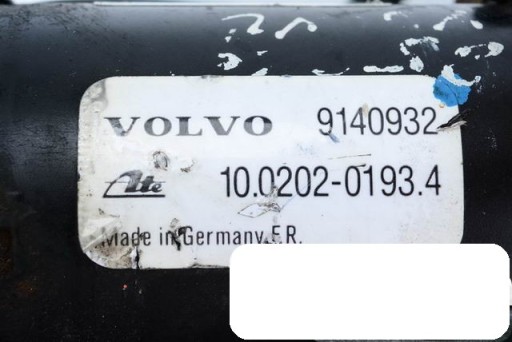 VOLVO 9140932
Ate 10.0202-0193.4
Made in Germany F.R.